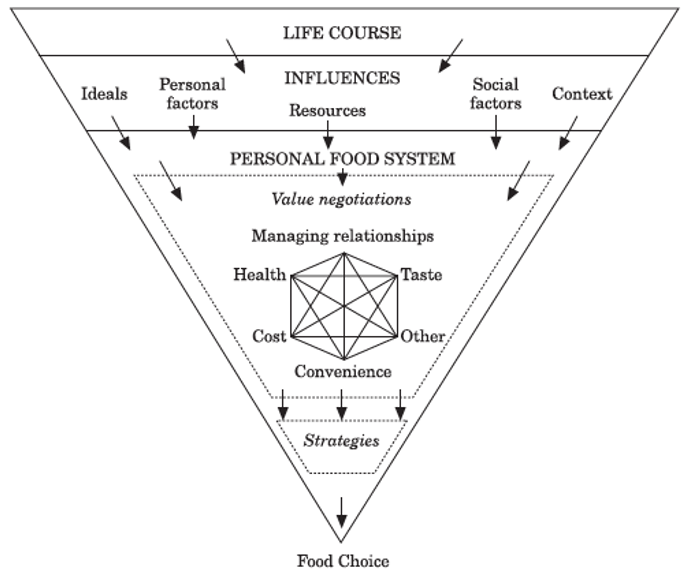 LIFE COURSE
INFLUENCES
Ideals
Personal
factors
Resources
Social
factors
Context
PERSONAL FOOD SYSTEM
Value negotiations
Managing relationships
Health
Taste
Cost
Other
Convenience
Strategies
Food Choice